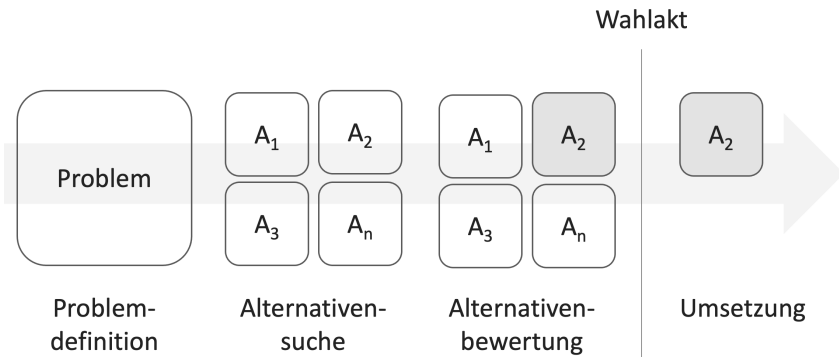 Wahlakt
Problem
A₁
A₂
A₃
Aₙ
A₁
A₂
A₃
Aₙ
A₂
Problem-
definition
Alternativen-
suche
Alternativen-
bewertung
Umsetzung